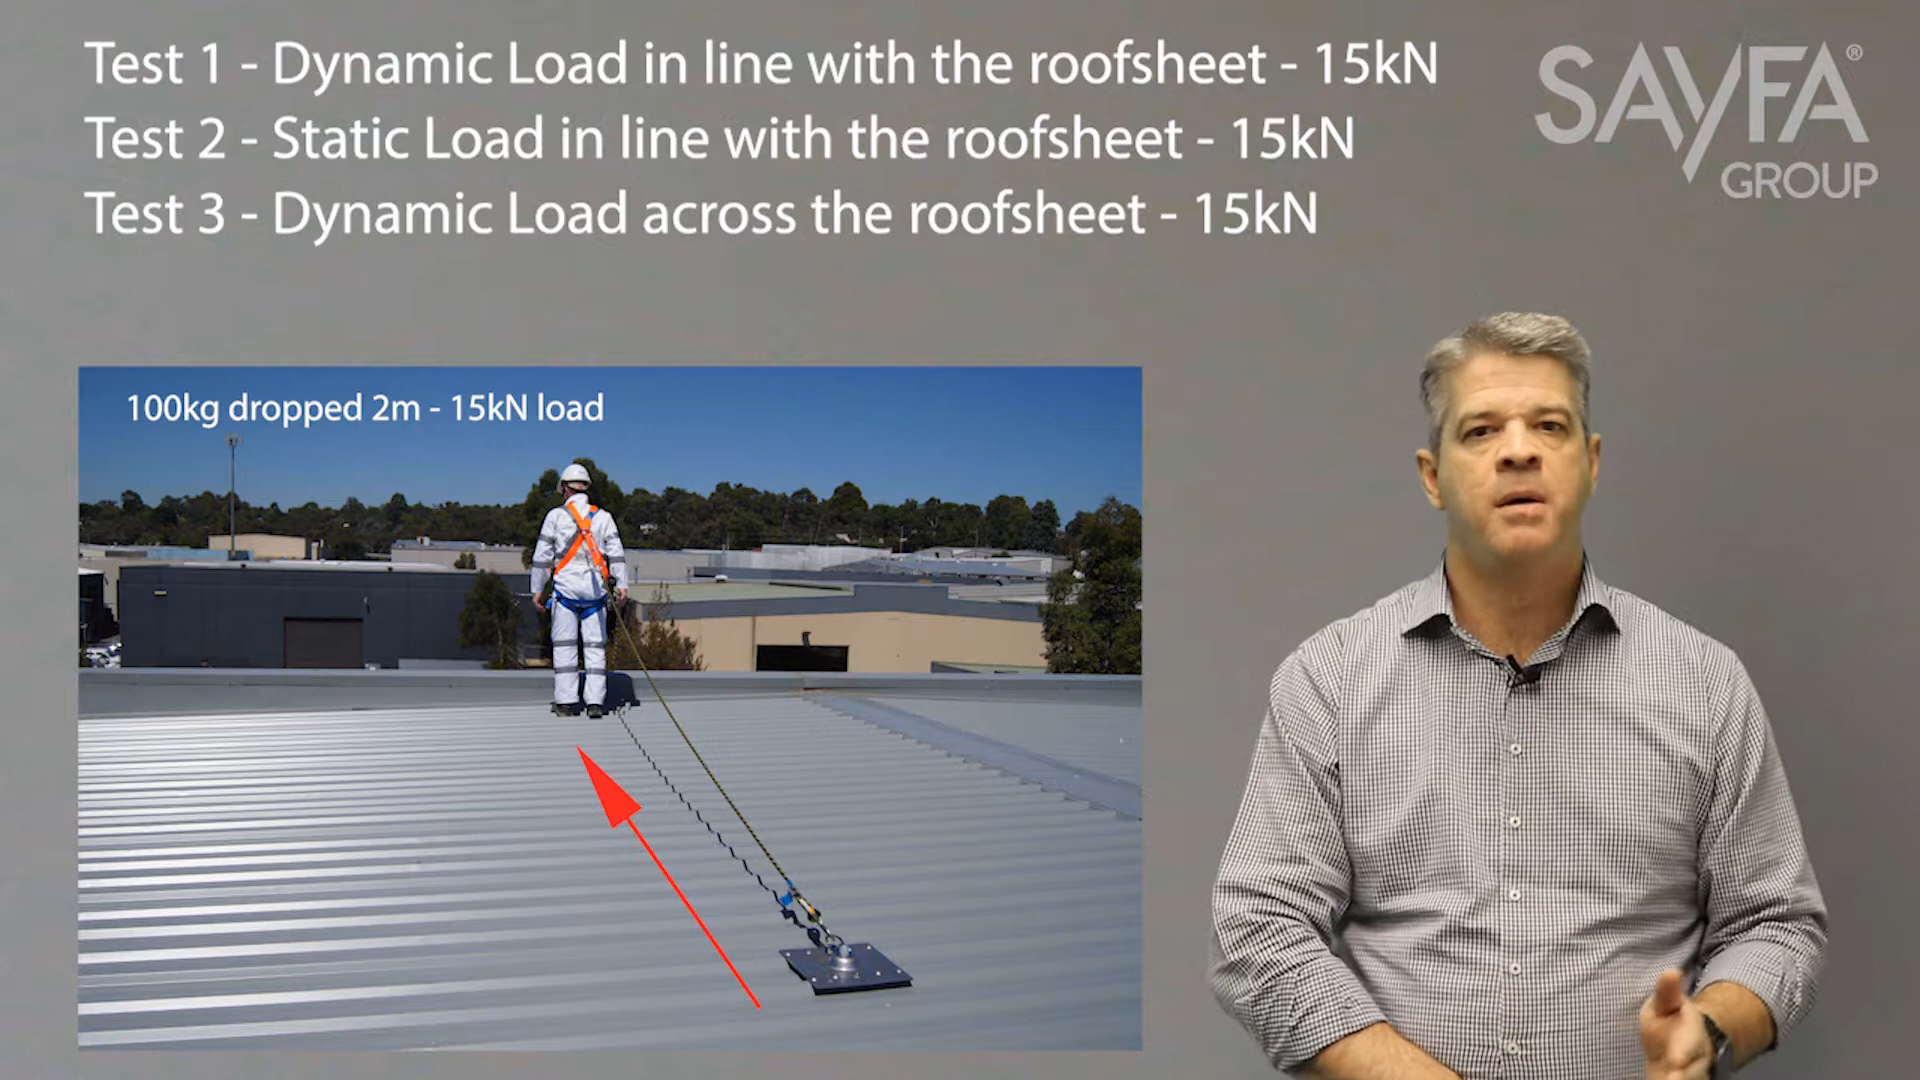 Test 1 - Dynamic Load in line with the roofsheet - 15kN
Test 2 - Static Load in line with the roofsheet - 15kN
Test 3 - Dynamic Load across the roofsheet - 15kN
SAYFA®
GROUP
100kg dropped 2m - 15kN load